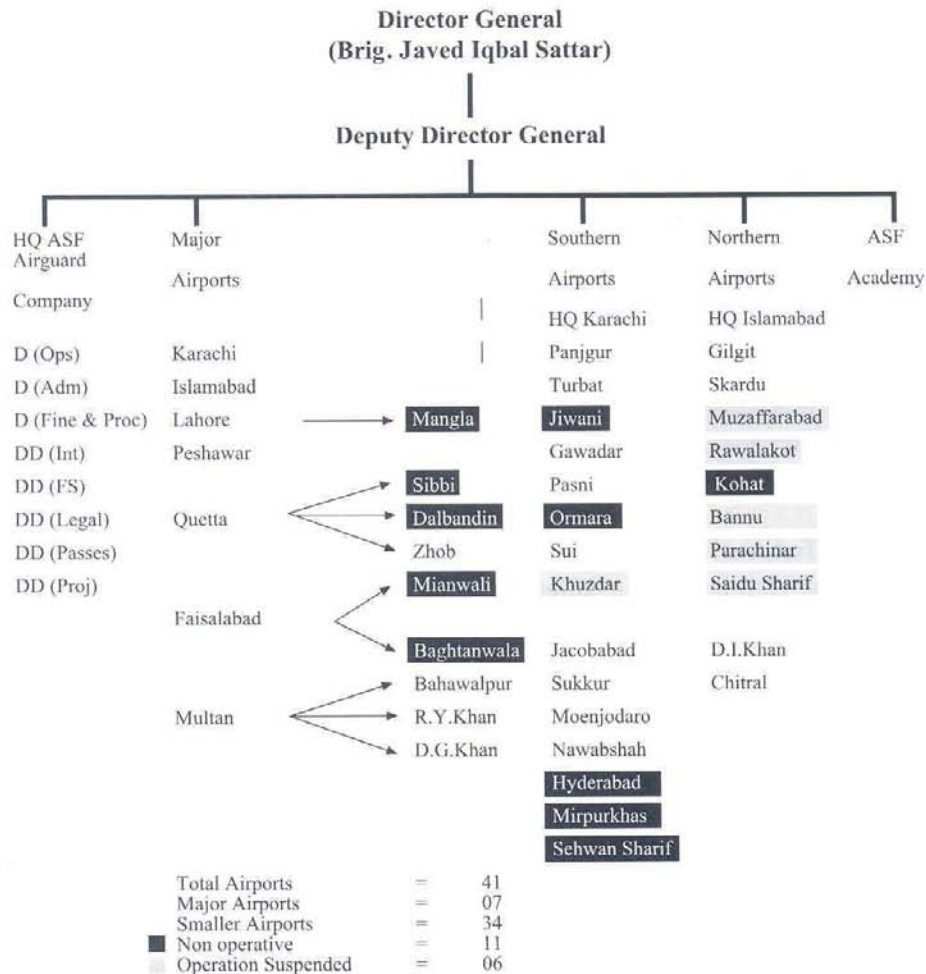 Director General
(Brig. Javed Iqbal Sattar)
Deputy Director General
HQ ASF
Airguard
Company
D (Ops)
D (Adm)
D (Fine & Proc)
DD (Int)
DD (FS)
DD (Legal)
DD (Passes)
DD (Proj)
Major
Airports
Karachi
Islamabad
Lahore
Peshawar
Quetta
Faisalabad
Multan
Mangla
Sibbi
Dalbandin
Zhob
Mianwali
Baghtanwala
Bahawalpur
R.Y.Khan
D.G.Khan
Southern
Airports
HQ Karachi
Panjgur
Turbat
Jiwani
Gawadar
Pasni
Ormara
Sui
Khuzdar
Jacobabad
Sukkur
Moenjodaro
Nawabshah
Hyderabad
Mirpurkhas
Sehwan Sharif
Northern
Airports
HQ Islamabad
Gilgit
Skardu
Muzaffarabad
Rawalakot
Kohat
Bannu
Parachinar
Saidu Sharif
D.I.Khan
Chitral
ASF
Academy
Total Airports = 41
Major Airports = 07
Smaller Airports = 34
Non operative = 11
Operation Suspended = 06